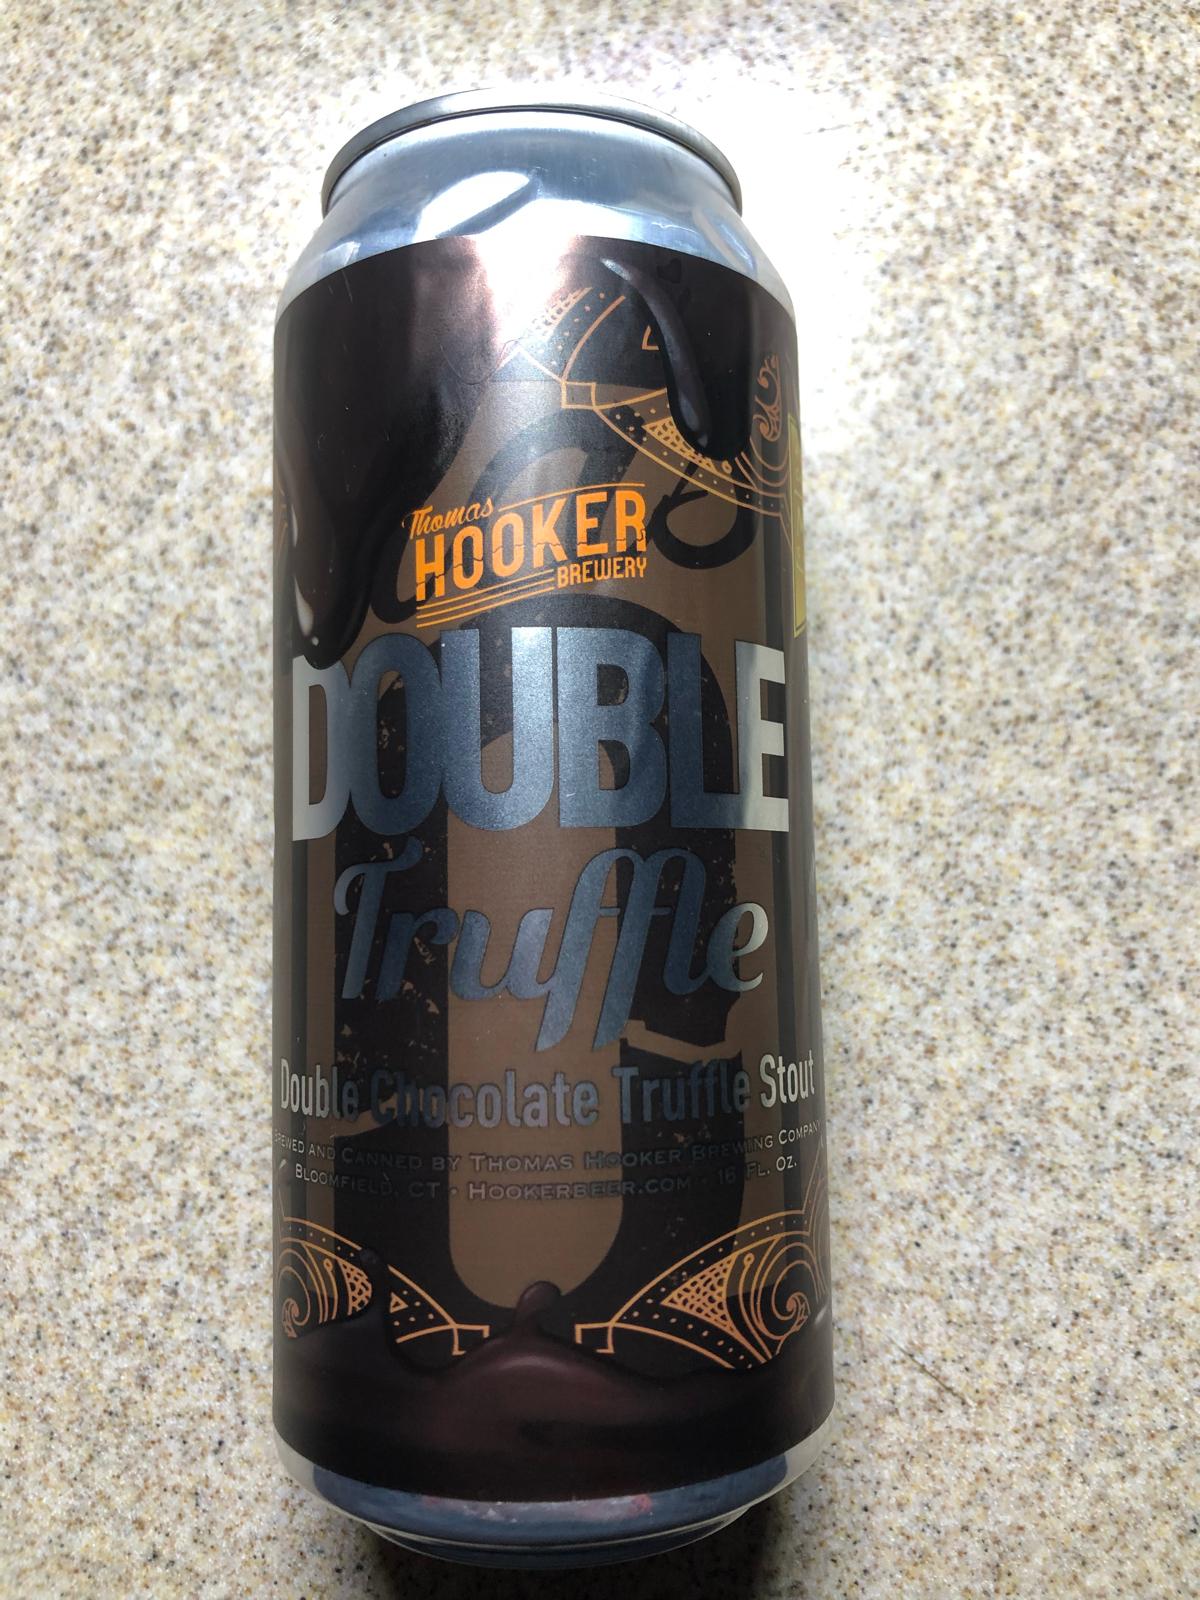 Thomas
HOOKER
BREWERY
DOUBLE
Truffle
Double Chocolate Truffle Stout
BREWED AND CANNED BY THOMAS HOOKER BREWING COMPANY
BLOOMFIELD, CT • HOOKERBEER.COM • 16 FL. OZ.